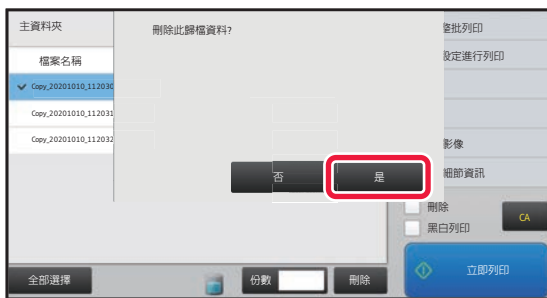 主資料夾
刪除此歸檔資料?
整批列印
檔案名稱
設定進行列印
Copy_20201010_112030
Copy_20201010_112031
Copy_20201010_112032
影像
否
是
細節資訊
刪除
黑白列印
CA
全部選擇
份數
刪除
立即列印